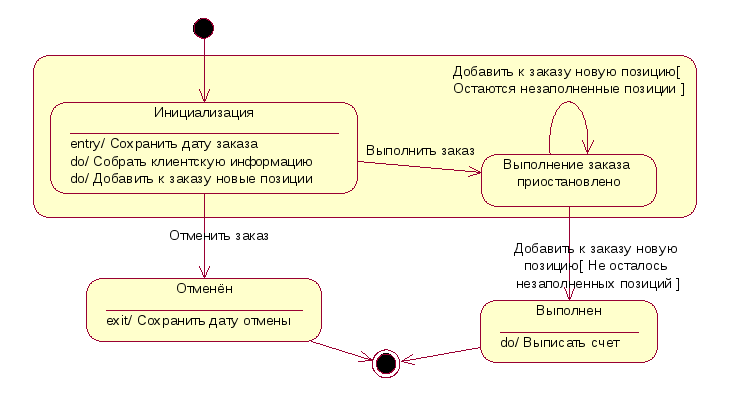 Добавить к заказу новую позицию[
Остаются незаполненные позиции ]
Инициализация
entry/ Сохранить дату заказа
do/ Собрать клиентскую информацию
do/ Добавить к заказу новые позиции
Выполнить заказ
Выполнение заказа
приостановлено
Отменить заказ
Добавить к заказу новую
позицию[ Не осталось
незаполненных позиций ]
Отменён
exit/ Сохранить дату отмены
Выполнен
do/ Выписать счет